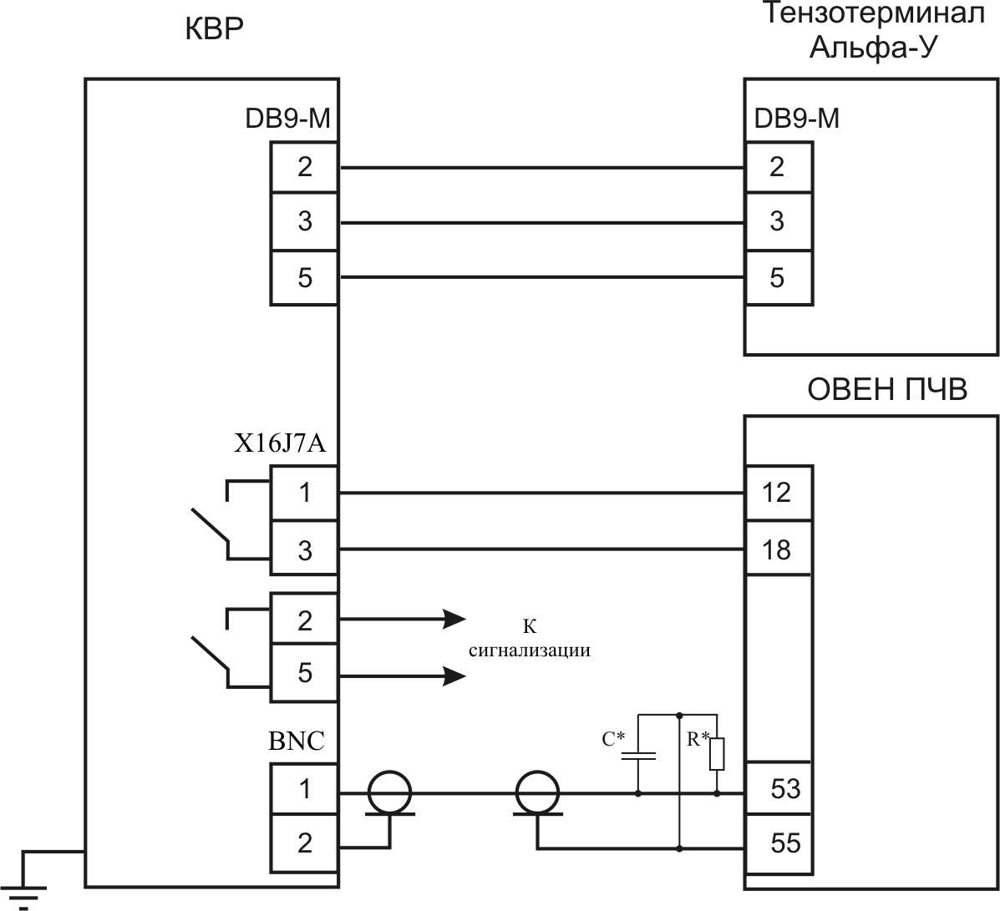 КВР
Тензотерминал
Альфа-У
DB9-M
2
3
5
DB9-M
2
3
5
ОВЕН ПЧВ
X16J7A
1
3
12
18
2
5
К
сигнализации
BNC
1
2
C*
R*
53
55